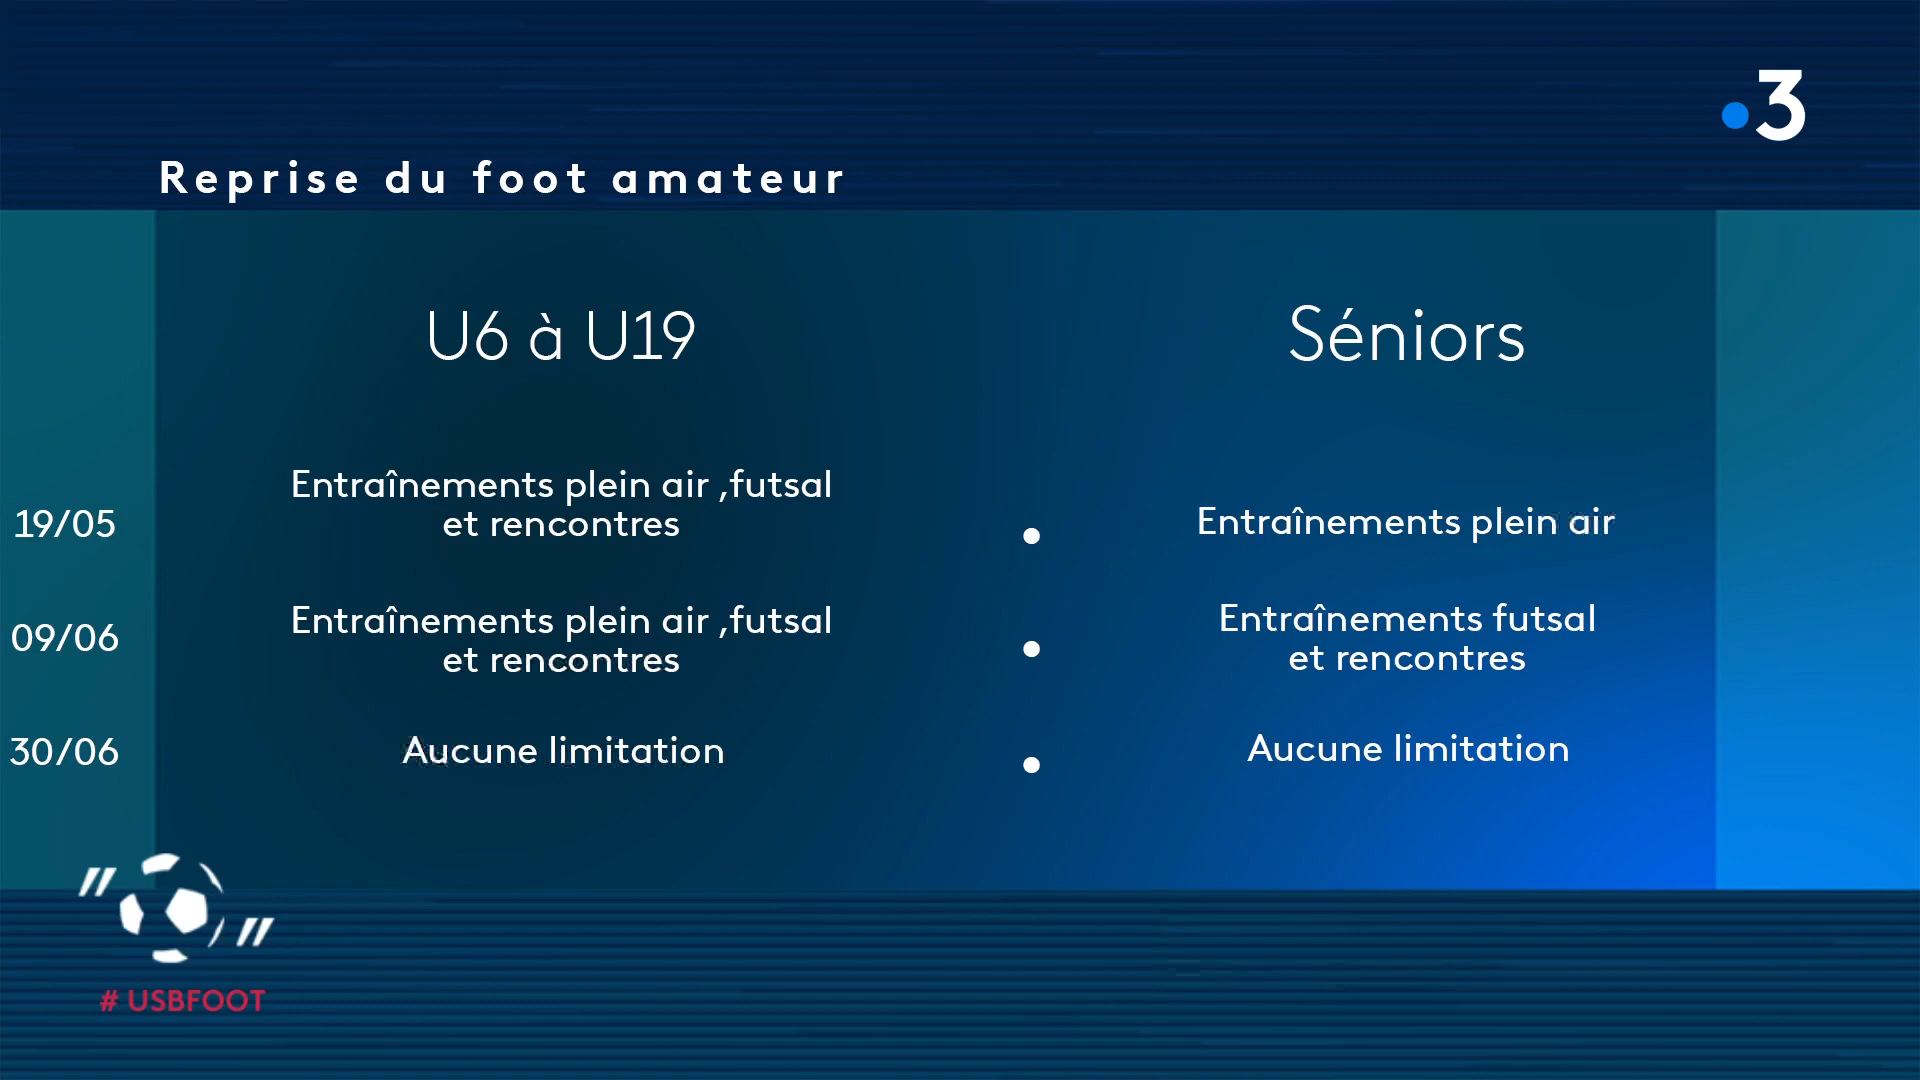 3
Reprise du foot amateur
U6 à U19
Séniors
19/05
Entraînements plein air ,futsal
et rencontres
Entraînements plein air
09/06
Entraînements plein air ,futsal
et rencontres
Entraînements futsal
et rencontres
30/06
Aucune limitation
Aucune limitation
# USBFOOT